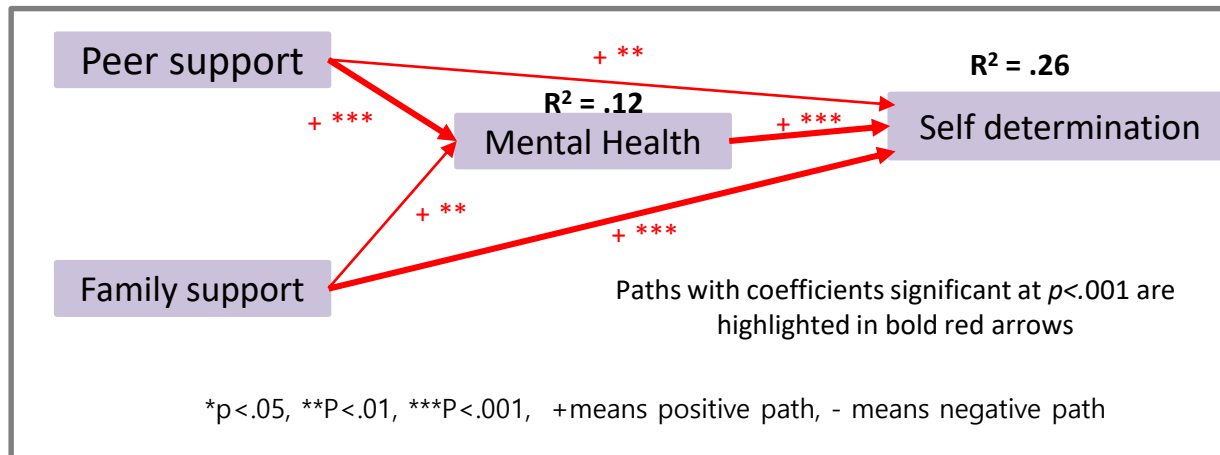 Peer support
+ **
R² = .26
+ ***
R² = .12
+ ***
Mental Health
Self determination
+ **
+ ***
Family support
Paths with coefficients significant at p<.001 are
highlighted in bold red arrows
*p<.05, **P<.01, ***P<.001, +means positive path, - means negative path